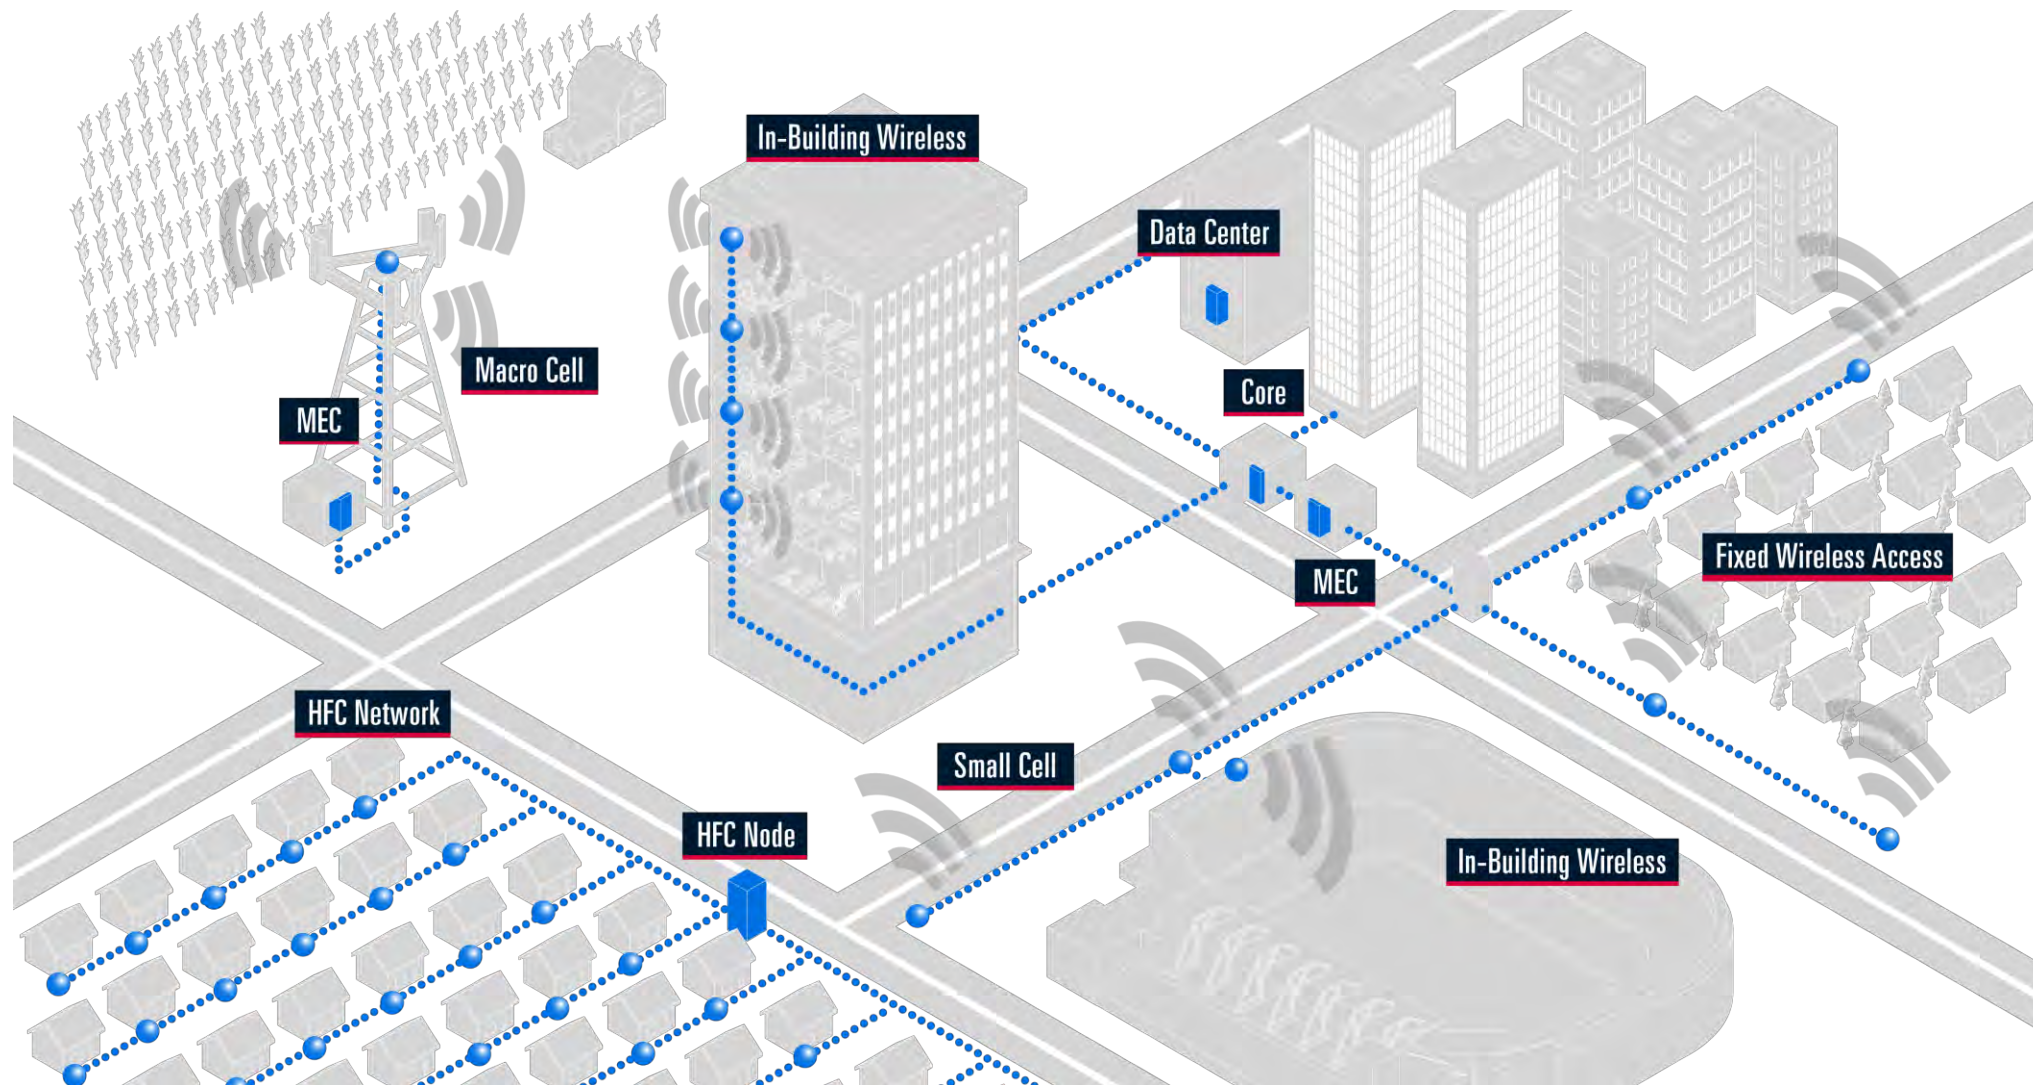 In-Building Wireless
Data Center
Macro Cell
Core
MEC
Fixed Wireless Access
MEC
HFC Network
Small Cell
HFC Node
In-Building Wireless